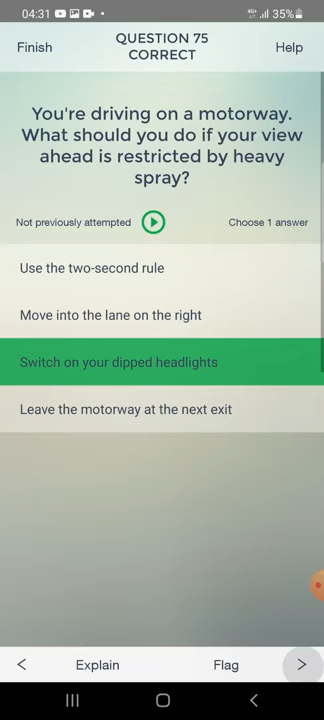 04:31
4G+ 35%
Finish
QUESTION 75
CORRECT
Help
You're driving on a motorway.
What should you do if your view
ahead is restricted by heavy
spray?
Not previously attempted
Choose 1 answer
Use the two-second rule
Move into the lane on the right
Switch on your dipped headlights
Leave the motorway at the next exit
Explain
Flag